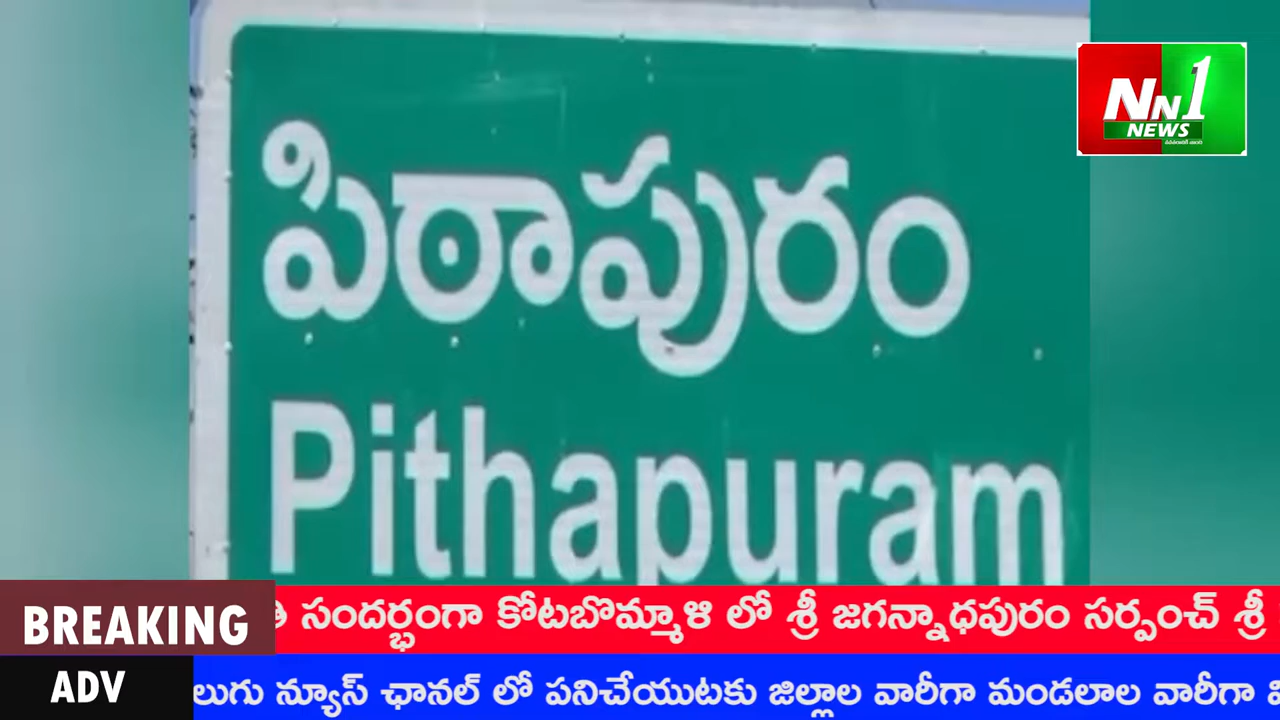 పిఠాపురం
Pithapuram
NN1
NEWS
BREAKING
సందర్భంగా కోటబొమ్మాళి లో శ్రీ జగన్నాధపురం సర్పంచ్ శ్రీ
ADV
లుగు న్యూస్ ఛానల్ లో పనిచేయుటకు జిల్లాల వారీగా మండలాల వారీగా